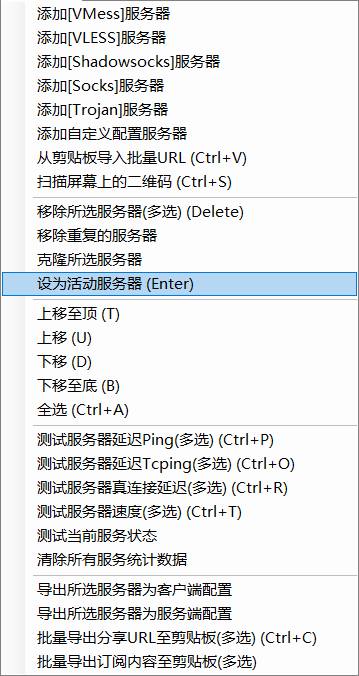 添加[VMess]服务器
添加[VLESS]服务器
添加[Shadowsocks]服务器
添加[Socks]服务器
添加[Trojan]服务器
添加自定义配置服务器
从剪贴板导入批量URL (Ctrl+V)
扫描屏幕上的二维码 (Ctrl+S)
移除所选服务器(多选) (Delete)
移除重复的服务器
克隆所选服务器
设为活动服务器 (Enter)
上移至顶 (T)
上移 (U)
下移 (D)
下移至底 (B)
全选 (Ctrl+A)
测试服务器延迟Ping(多选) (Ctrl+P)
测试服务器延迟Tcping(多选) (Ctrl+O)
测试服务器真连接延迟(多选) (Ctrl+R)
测试服务器速度(多选) (Ctrl+T)
测试当前服务状态
清除所有服务统计数据
导出所选服务器为客户端配置
导出所选服务器为服务端配置
批量导出分享URL至剪贴板(多选) (Ctrl+C)
批量导出订阅内容至剪贴板(多选)